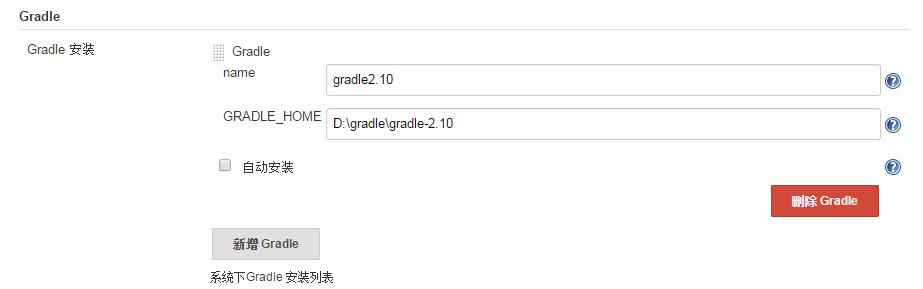 Gradle
Gradle 安装
Gradle
name
gradle2.10
GRADLE_HOME
D:\gradle\gradle-2.10
自动安装
删除 Gradle
新增 Gradle
系统下Gradle 安装列表